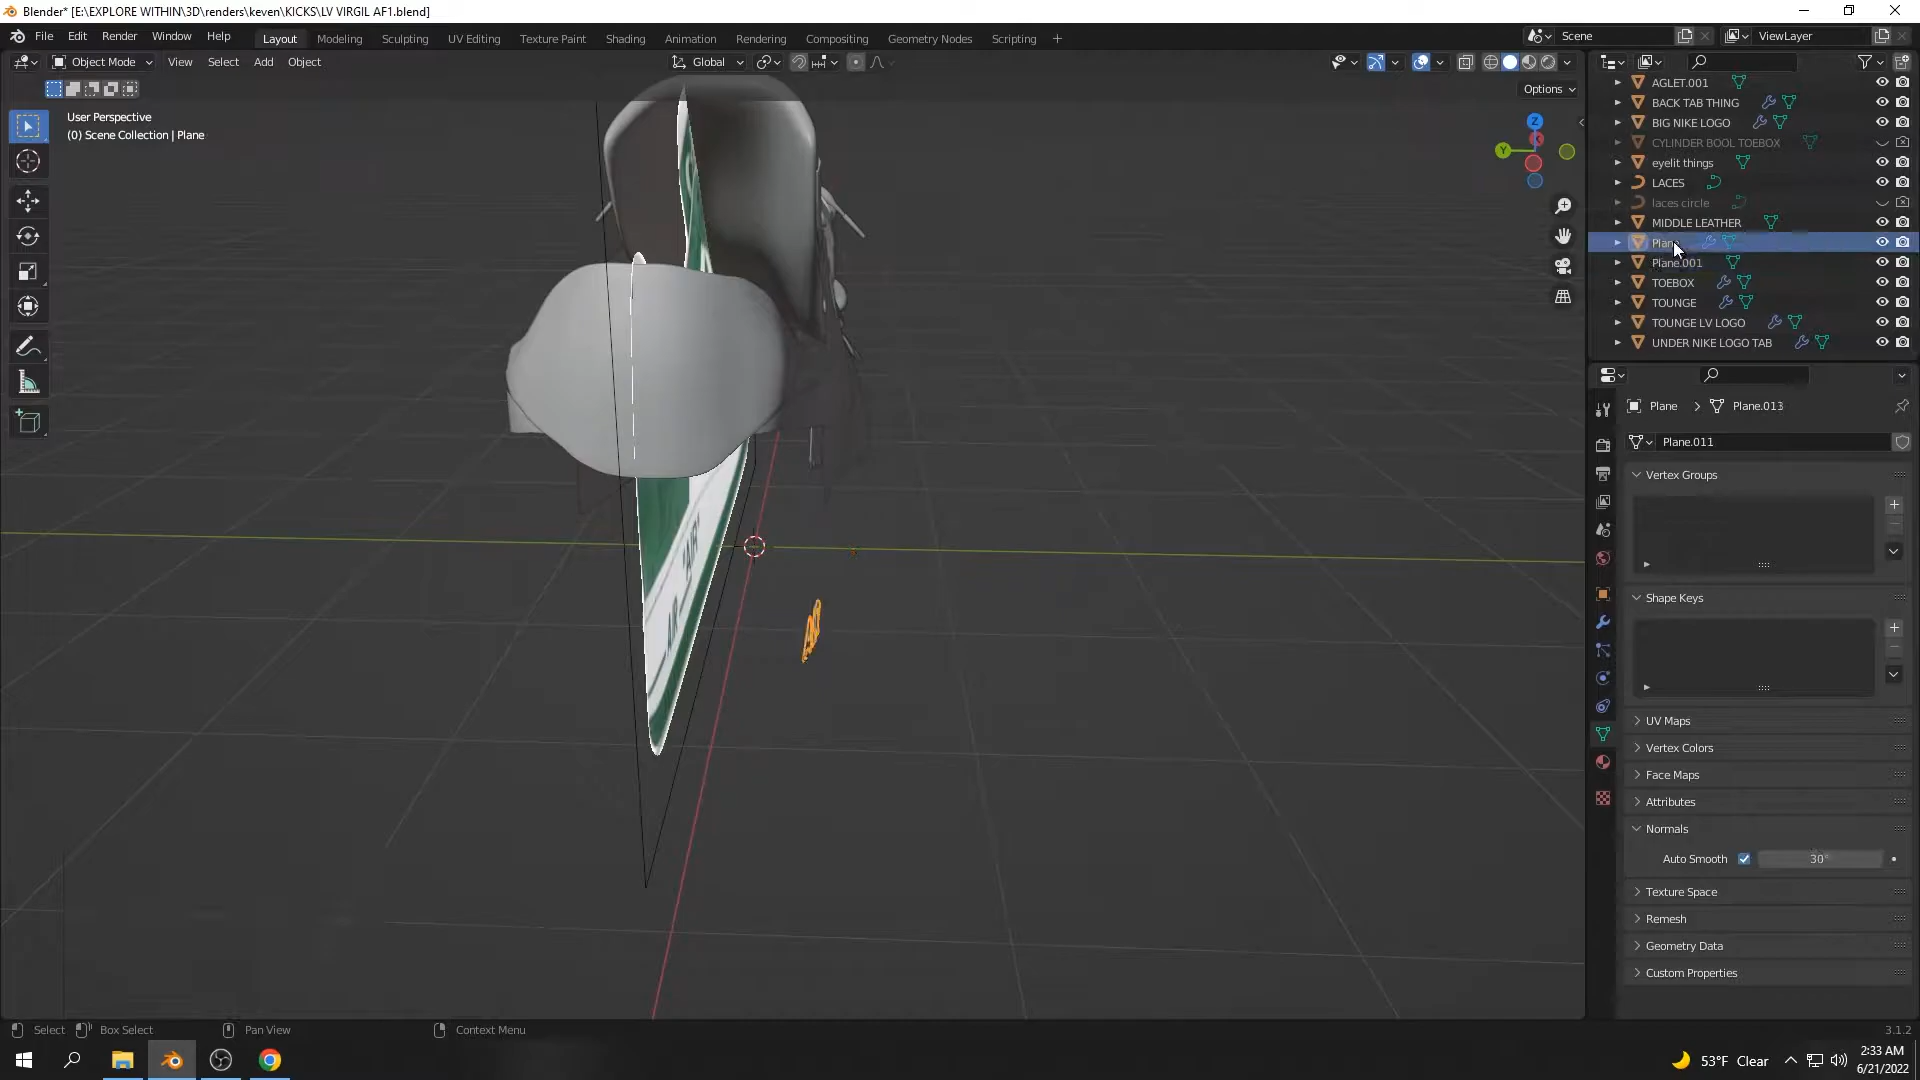 Blender* [E:\EXPLORE WITHIN\3D\renders\keven\KICKS\LV VIRGIL AF1.blend]
File Edit Render Window Help
Layout Modeling Sculpting UV Editing Texture Paint Shading Animation Rendering Compositing Geometry Nodes Scripting +
Scene
ViewLayer
Object Mode View Select Add Object
Global
Options
User Perspective
(0) Scene Collection | Plane
Z
Y
AIR
"AIR"
AGLET.001
BACK TAB THING
BIG NIKE LOGO
CYLINDER BOOL TOEBOX
eyelit things
LACES
laces circle
MIDDLE LEATHER
Plane
Plane.001
TOEBOX
TOUNGE
TOUNGE LV LOGO
UNDER NIKE LOGO TAB
Plane > Plane.013
Plane.011
Vertex Groups
Shape Keys
UV Maps
Vertex Colors
Face Maps
Attributes
Normals
Auto Smooth 30°
Texture Space
Remesh
Geometry Data
Custom Properties
Select Box Select Pan View Context Menu
3.1.2
53°F Clear
2:33 AM
6/21/2022